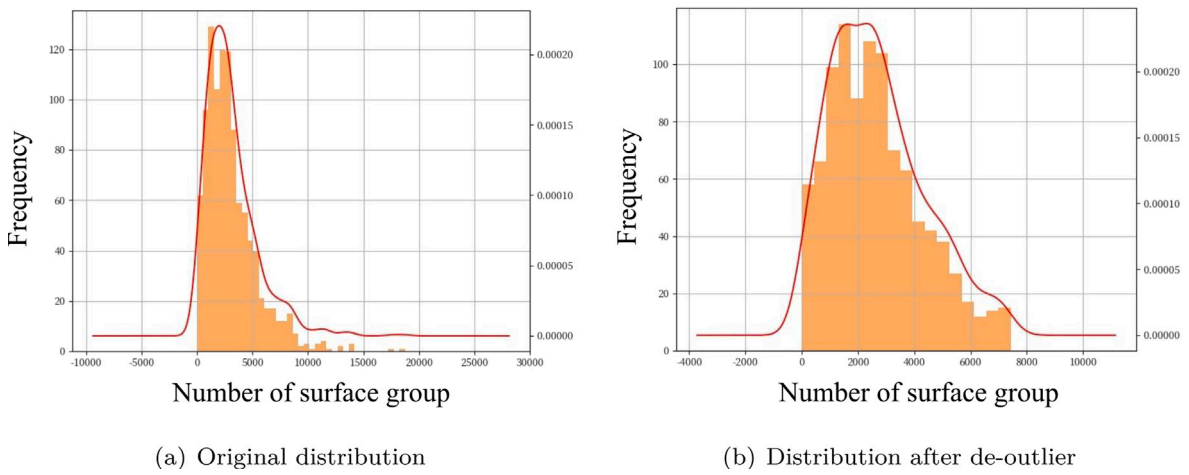 120
100
80
60
40
20
0
0.00020
0.00015
0.00010
0.00005
0.00000
-10000 0 5000 10000 15000 20000 25000 30000
Frequency
Number of surface group
(a) Original distribution
100
80
60
40
20
0
0.00020
0.00015
0.00010
0.00005
0.00000
-4000 -2000 0 2000 4000 6000 8000 10000
Frequency
Number of surface group
(b) Distribution after de-outlier